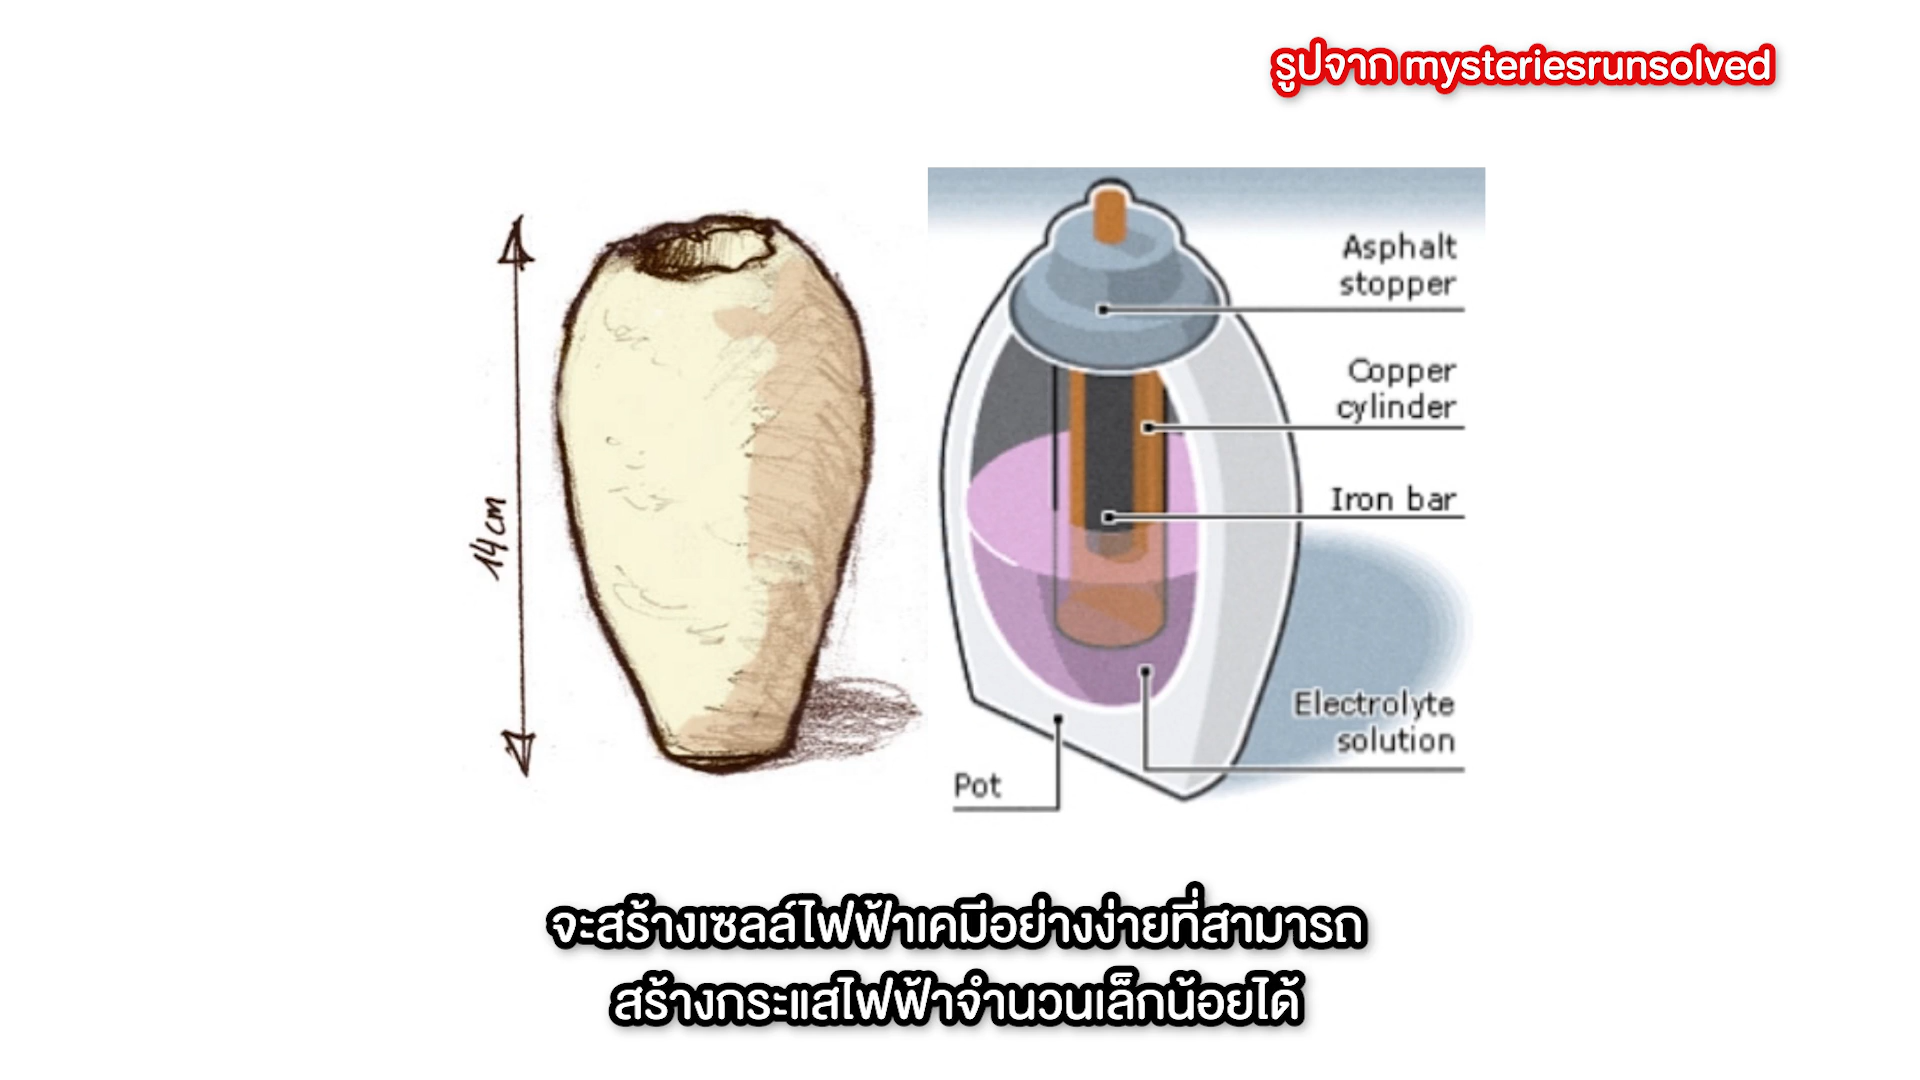 รูปจาก mysteriesrunsolved
14cm
Asphalt
stopper
Copper
cylinder
Iron bar
Electrolyte
solution
Pot
จะสร้างเซลล์ไฟฟ้าเคมีอย่างง่ายที่สามารถ
สร้างกระแสไฟฟ้าจำนวนเล็กน้อยได้